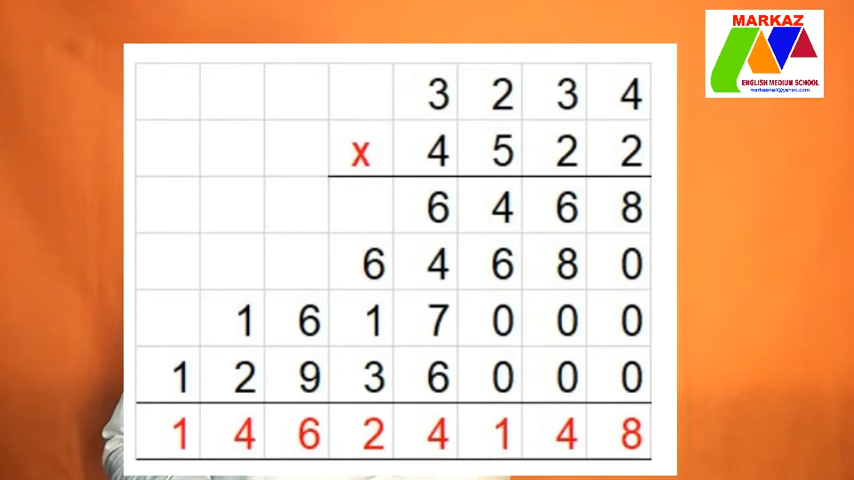 MARKAZ
ENGLISH MEDIUM SCHOOL
3 2 3 4
x 4 5 2 2
6 4 6 8
6 4 6 8 0
1 6 1 7 0 0 0
1 2 9 3 6 0 0 0
1 4 6 2 4 1 4 8